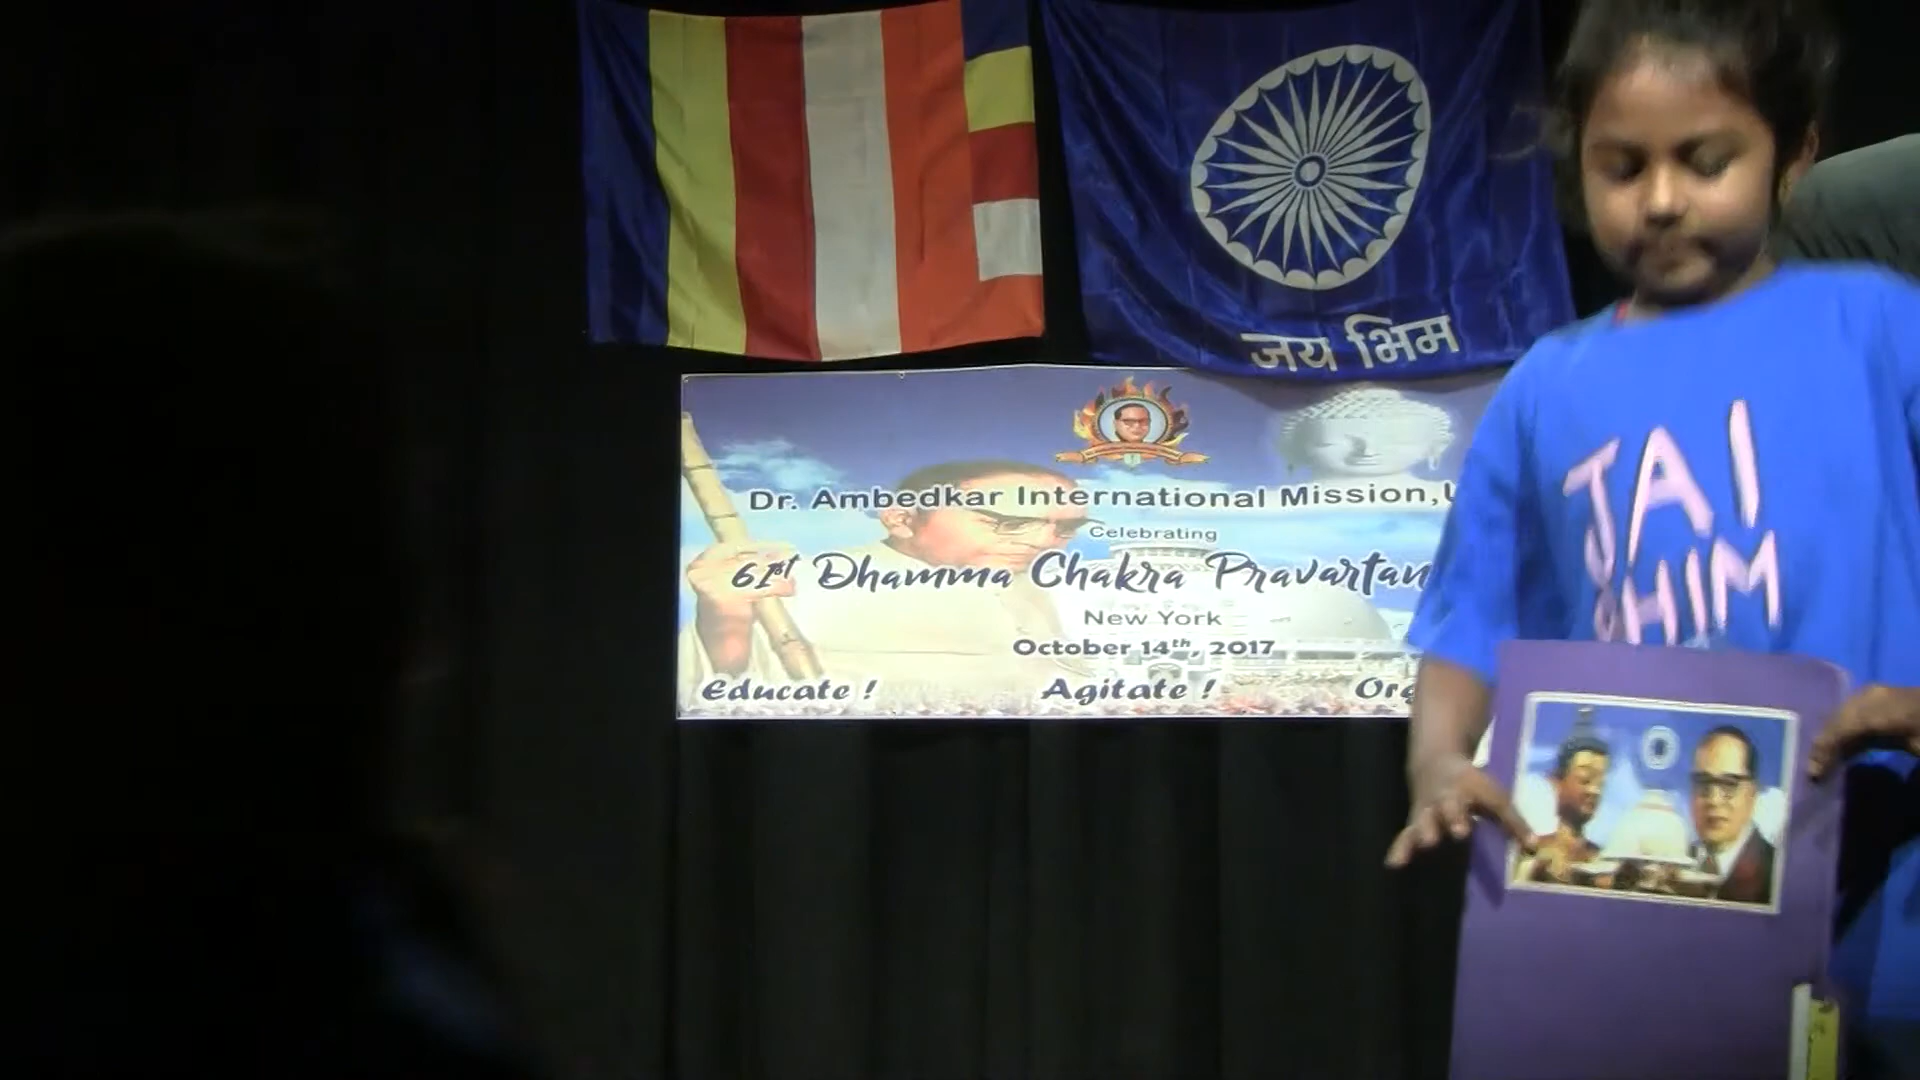 जय भीम
Dr. Ambedkar International Mission,
Celebrating
61st Dhamma Chakra Pravartan
New York
October 14th, 2017
Educate ! Agitate ! Org
JAI
BHIM